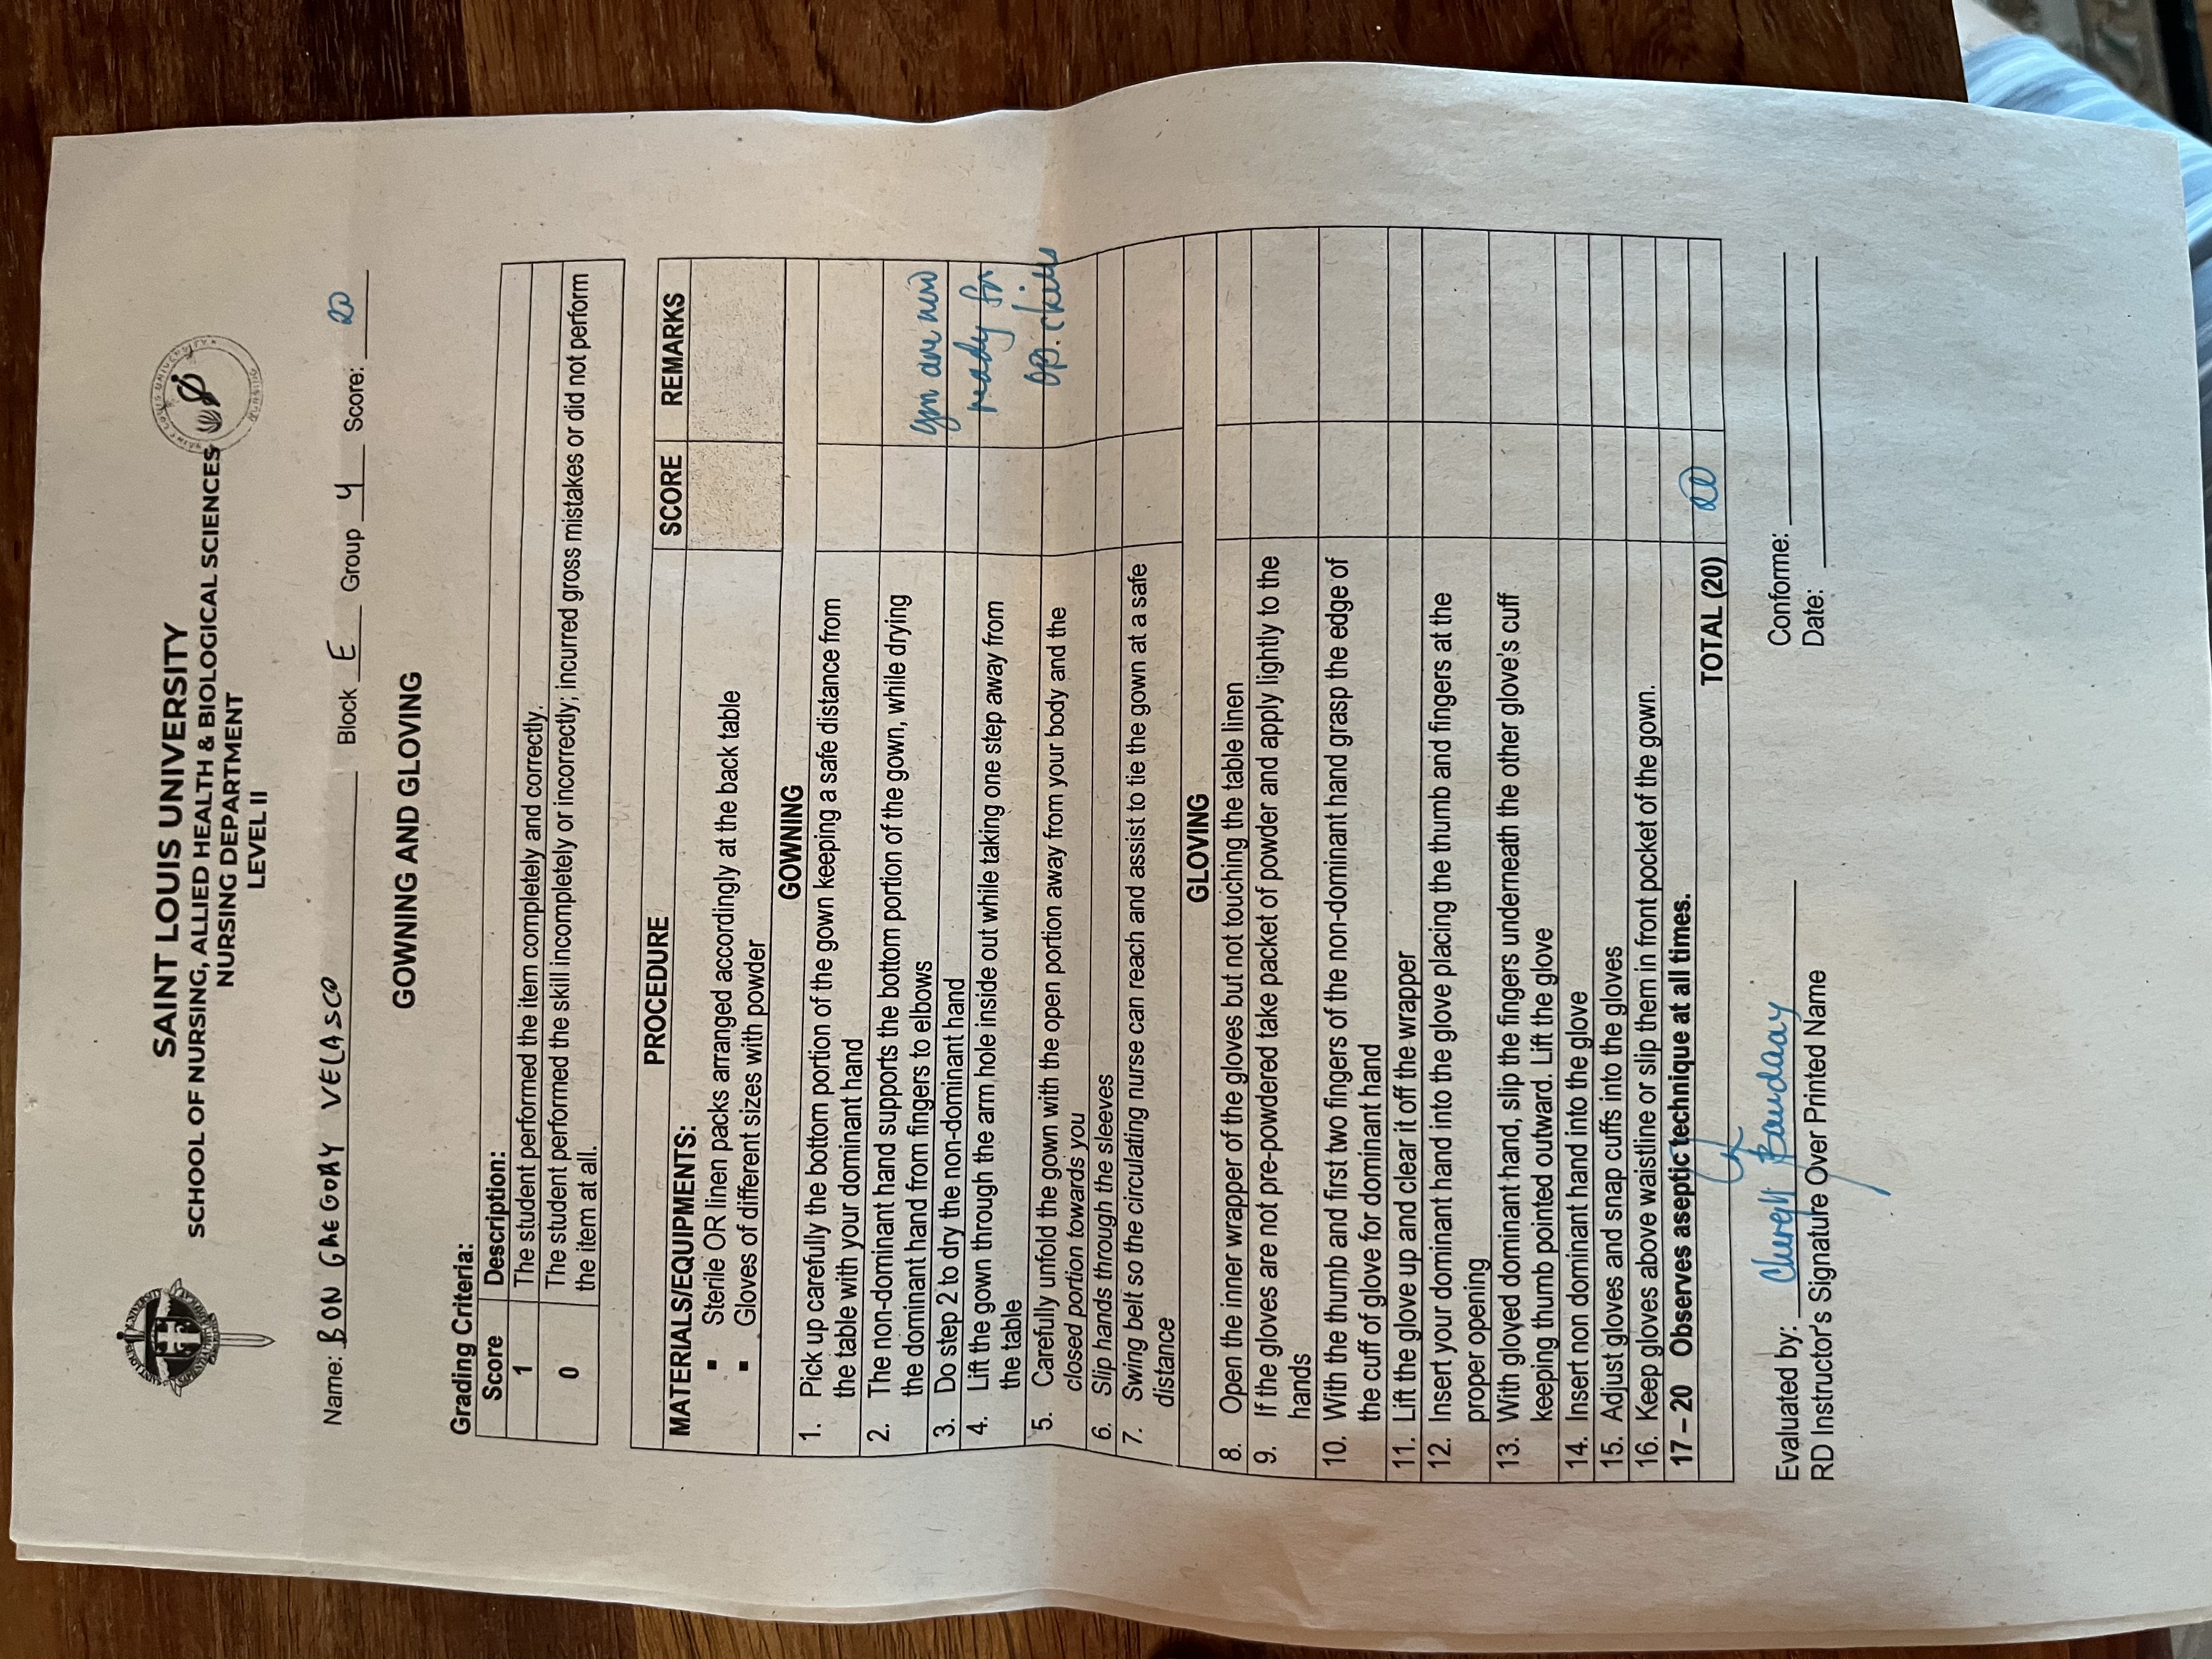 SAINT LOUIS UNIVERSITY
SCHOOL OF NURSING, ALLIED HEALTH & BIOLOGICAL SCIENCES
NURSING DEPARTMENT
LEVEL II
Name: BON GREGORY VELASCO Block E Group 4 Score: 20
GOWNING AND GLOVING
Grading Criteria:
Score Description:
1 The student performed the item completely and correctly.
0 The student performed the skill incompletely or incorrectly; incurred gross mistakes or did not perform
the item at all.
PROCEDURE SCORE REMARKS
MATERIALS/EQUIPMENTS:
▪ Sterile OR linen packs arranged accordingly at the back table
▪ Gloves of different sizes with powder
GOWNING
1. Pick up carefully the bottom portion of the gown keeping a safe distance from
the table with your dominant hand
2. The non-dominant hand supports the bottom portion of the gown, while drying
the dominant hand from fingers to elbows
you are now
3. Do step 2 to dry the non-dominant hand
4. Lift the gown through the arm hole inside out while taking one step away from
the table
ready for
5. Carefully unfold the gown with the open portion away from your body and the
closed portion towards you
op.
6. Slip hands through the sleeves
7. Swing belt so the circulating nurse can reach and assist to tie the gown at a safe
distance
GLOVING
8. Open the inner wrapper of the gloves but not touching the table linen
9. If the gloves are not pre-powdered take packet of powder and apply lightly to the
hands
10. With the thumb and first two fingers of the non-dominant hand grasp the edge of
the cuff of glove for dominant hand
11. Lift the glove up and clear it off the wrapper
12. Insert your dominant hand into the glove placing the thumb and fingers at the
proper opening
13. With gloved dominant hand, slip the fingers underneath the other glove's cuff
keeping thumb pointed outward. Lift the glove
14. Insert non dominant hand into the glove
15. Adjust gloves and snap cuffs into the gloves
16. Keep gloves above waistline or slip them in front pocket of the gown.
17 – 20 Observes aseptic technique at all times.
TOTAL (20) 20
Evaluated by:
Conforme:
RD Instructor's Signature Over Printed Name
Date: